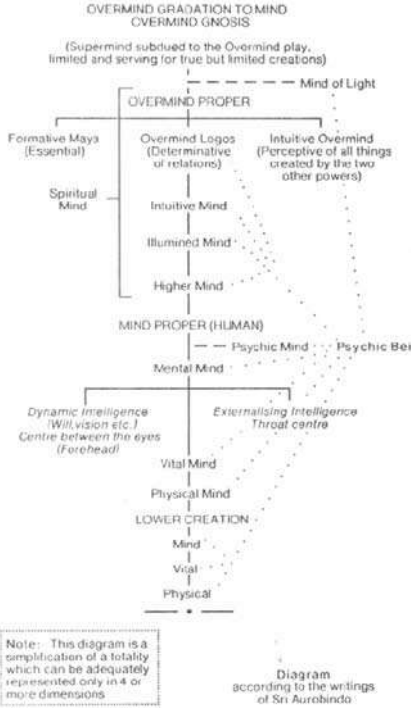 OVERMIND GRADATION TO MIND
OVERMIND GNOSIS
(Supermind subdued to the Overmind play,
limited and serving for true but limited creations)
Mind of Light
OVERMIND PROPER
Formative Maya
(Essential)
Overmind Logos
(Determinative
of relations)
Intuitive Overmind
(Perceptive of all things
created by the two
other powers)
Spiritual
Mind
Intuitive Mind
Illumined Mind
Higher Mind
MIND PROPER (HUMAN)
Psychic Mind
Psychic Bei
Mental Mind
Dynamic Intelligence
(Will, vision etc.)
Centre between the eyes
(Forehead)
Externalising Intelligence
Throat centre
Vital Mind
Physical Mind
LOWER CREATION
Mind
Vital
Physical
Note: This diagram is a
simplification of a totality
which can be adequately
represented only in 4 or
more dimensions
Diagram
according to the writings
of Sri Aurobindo